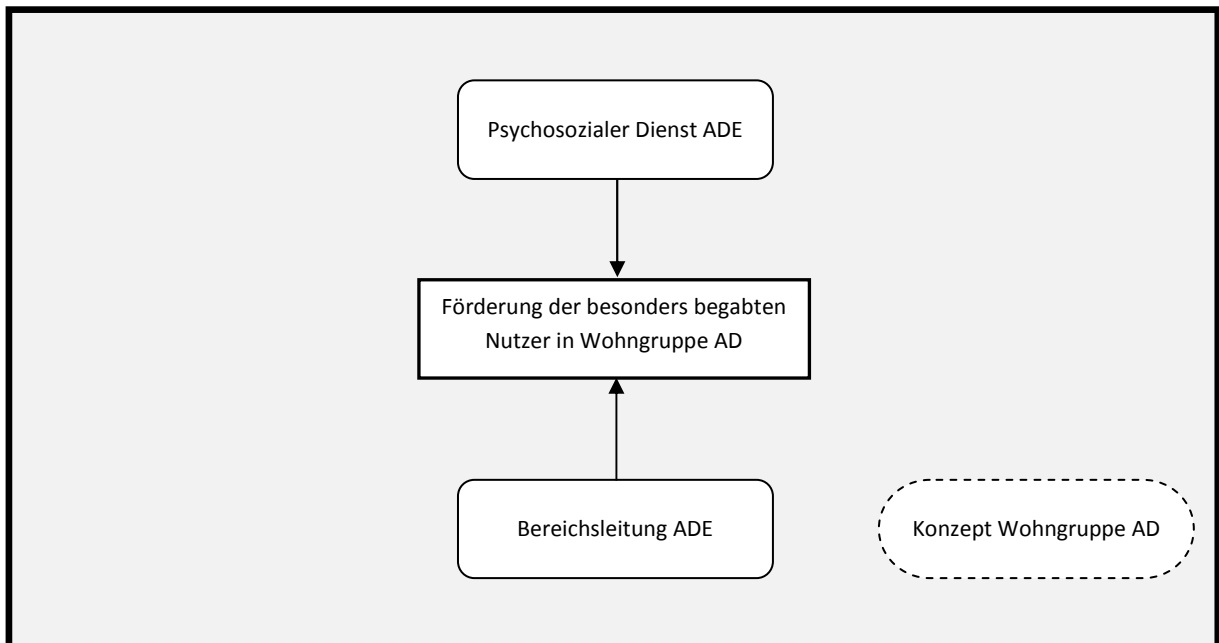 Psychosozialer Dienst ADE
Förderung der besonders begabten
Nutzer in Wohngruppe AD
Bereichsleitung ADE
Konzept Wohngruppe AD